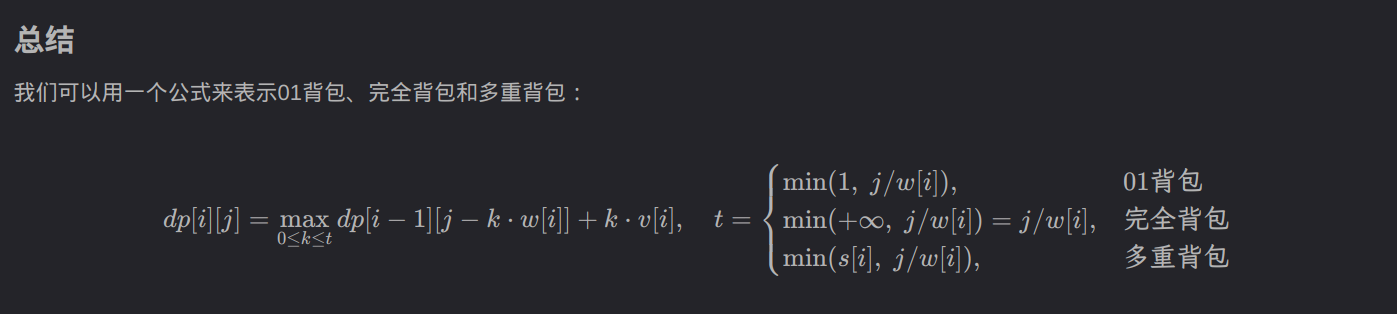 总结
我们可以用一个公式来表示01背包、完全背包和多重背包：
dp[i][j] = max_{0≤k≤t} dp[i − 1][j − k · w[i]] + k · v[i], t = {
min(1, j/w[i]), 01背包
min(+∞, j/w[i]) = j/w[i], 完全背包
min(s[i], j/w[i]), 多重背包